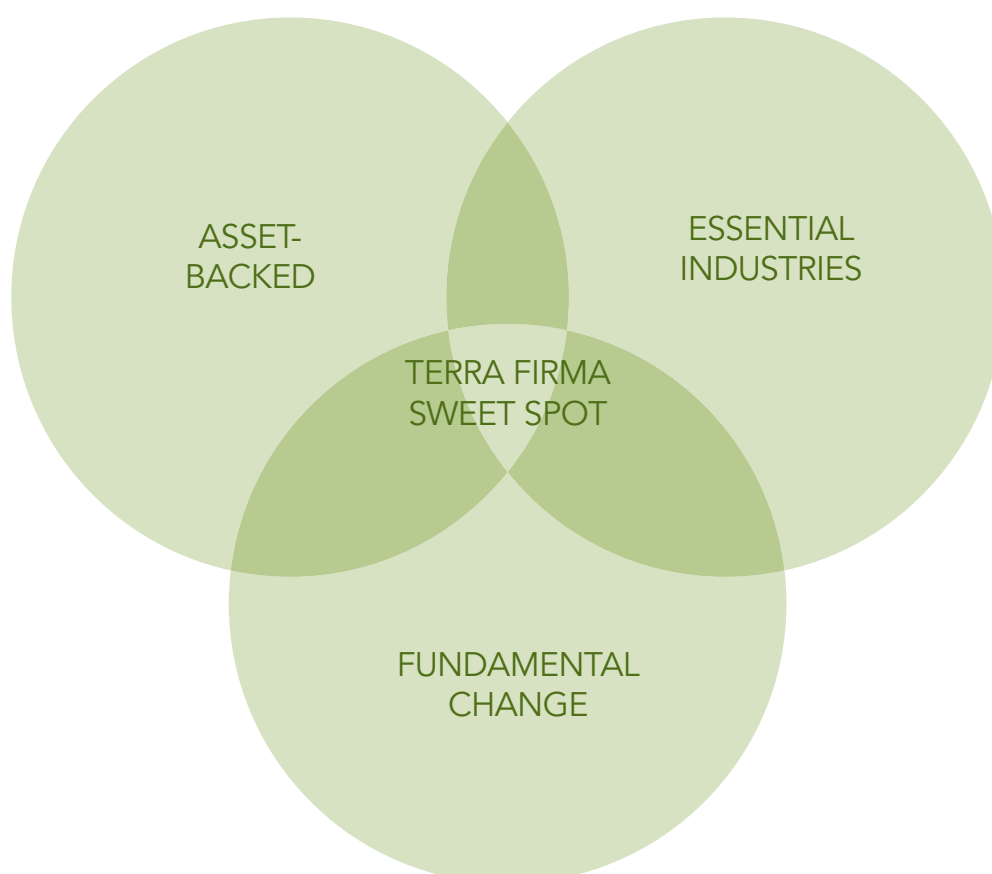 ASSET-
BACKED
ESSENTIAL
INDUSTRIES
TERRA FIRMA
SWEET SPOT
FUNDAMENTAL
CHANGE